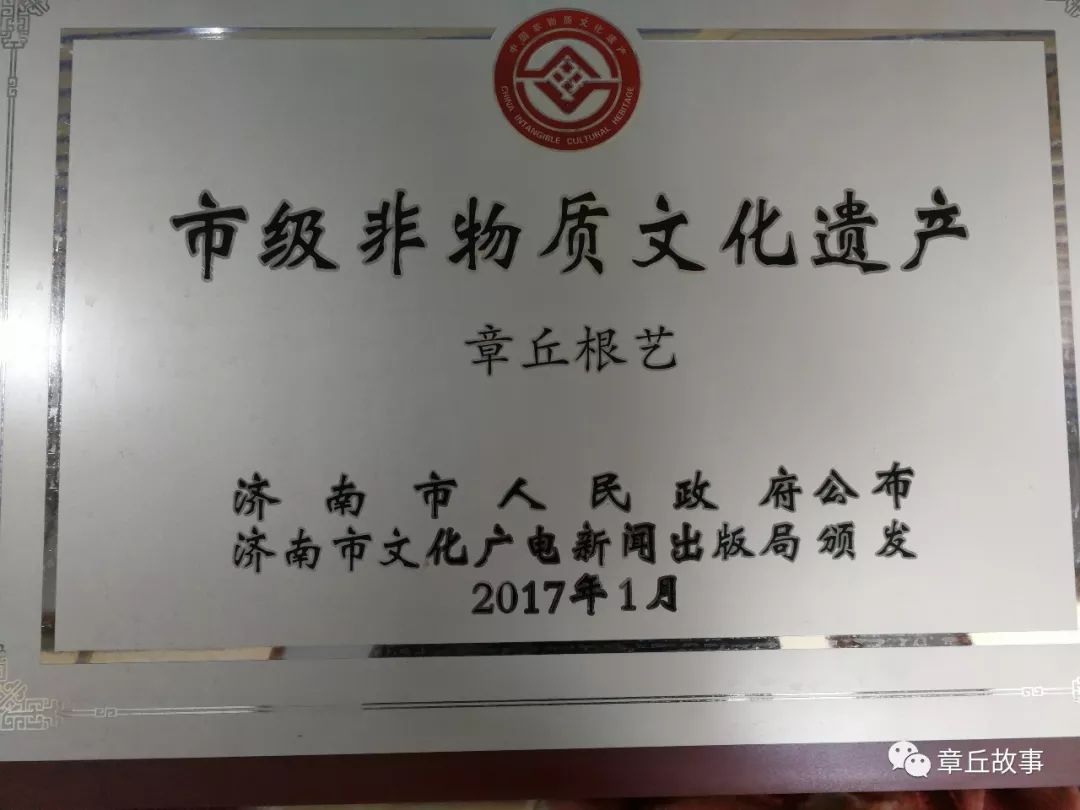 中国非物质文化遗产
CHINA INTANGIBLE CULTURAL HERITAGE
市级非物质文化遗产
章丘根艺
济南市人民政府公布
济南市文化广电新闻出版局颁发
2017年1月
章丘故事